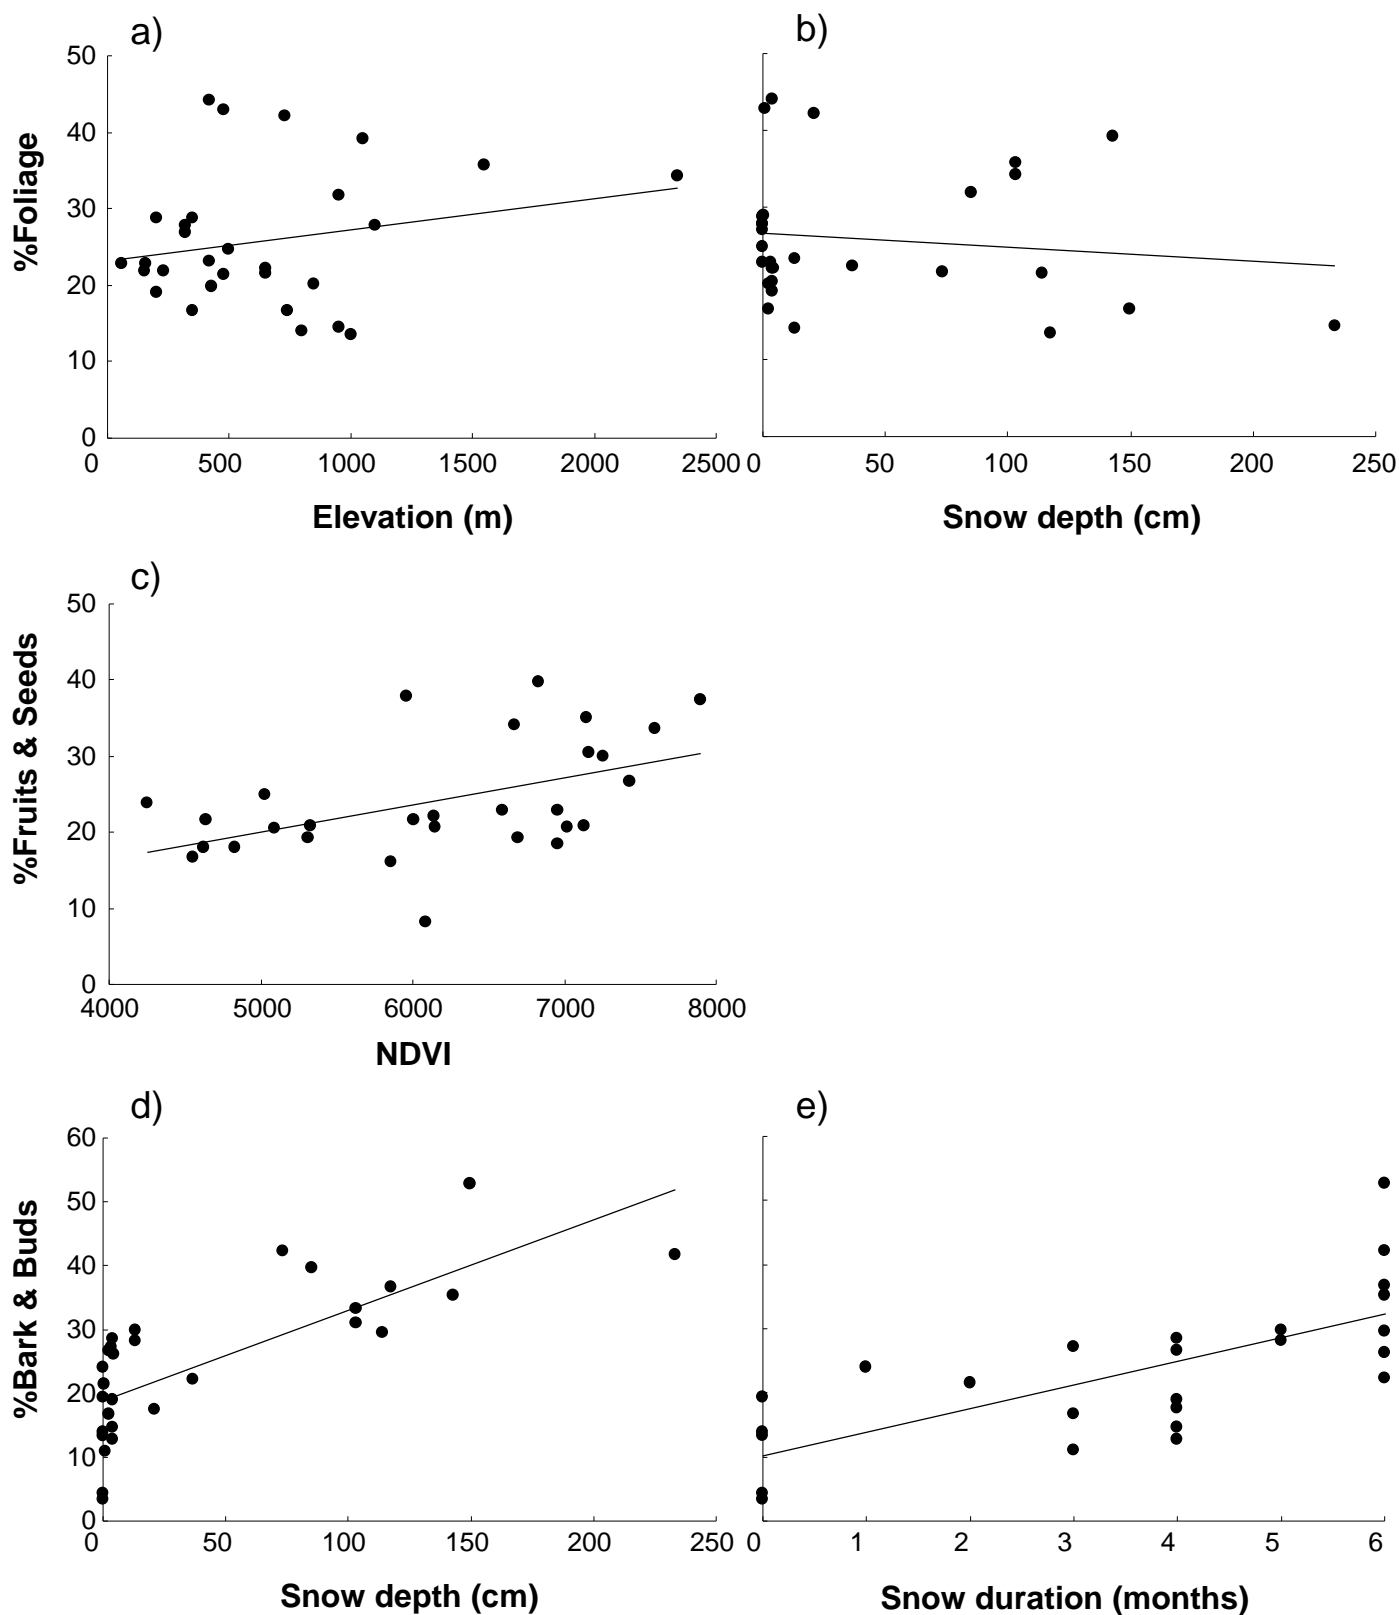 a)
50
40
30
20
10
0
%Foliage
0 500 1000 1500 2000 2500
Elevation (m)
b)
0 50 100 150 200 250
Snow depth (cm)
c)
50
40
30
20
10
0
%Fruits & Seeds
4000 5000 6000 7000 8000
NDVI
d)
60
50
40
30
20
10
0
%Bark & Buds
0 50 100 150 200 250
Snow depth (cm)
e)
0 1 2 3 4 5 6
Snow duration (months)